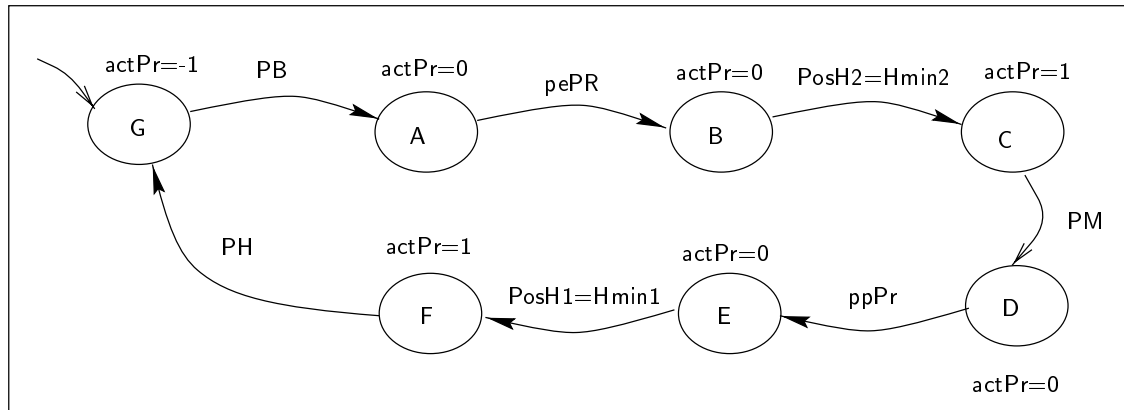 actPr=-1
PB
actPr=0
pePR
actPr=0
PosH2=Hmin2
actPr=1
G
A
B
C
PM
PH
actPr=1
actPr=0
F
PosH1=Hmin1
E
ppPr
D
actPr=0